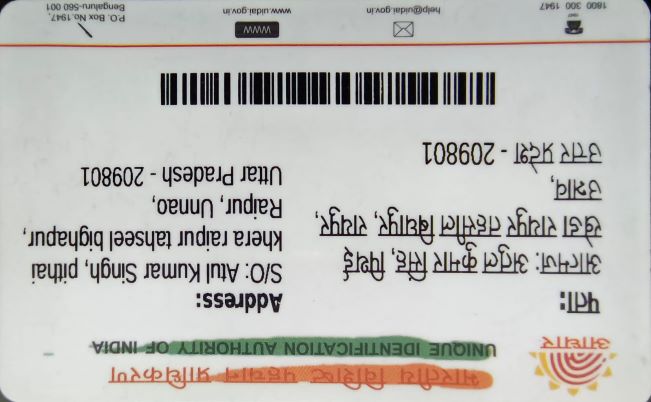 भारतीय विशिष्ट पहचान प्राधिकरण
UNIQUE IDENTIFICATION AUTHORITY OF INDIA
आधार
पता:
आत्मज: अतुल कुमार सिंह, पिथई
खेडा रायपुर तहसील बिघापुर, रायपुर,
उन्नाव,
उत्तर प्रदेश - 209801
Address:
S/O: Atul Kumar Singh, pithai
khera raipur tahseel bighapur,
Raipur, Unnao,
Uttar Pradesh - 209801
1947
1800 300 1947
help@uidai.gov.in
WWW
www.uidai.gov.in
P.O. Box No.1947,
Bengaluru-560 001